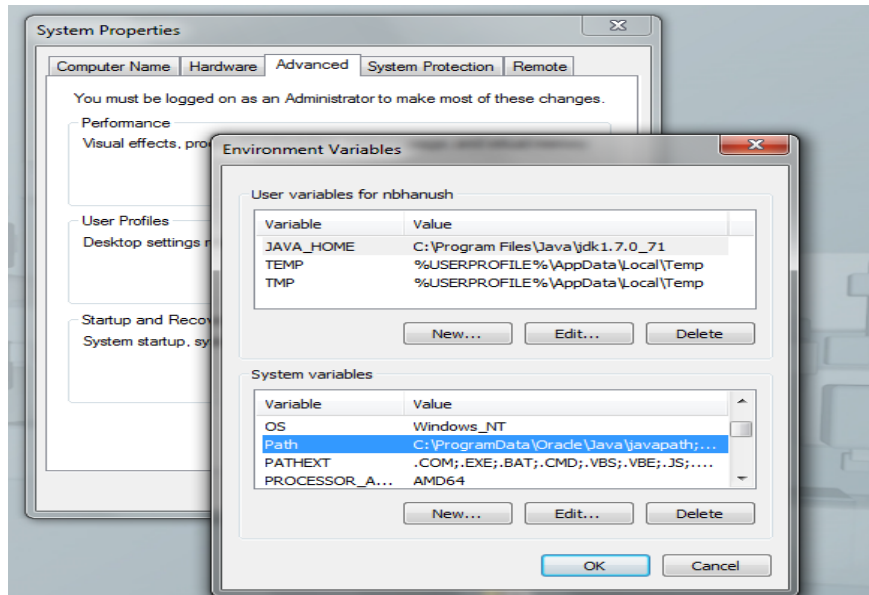 System Properties
Computer Name Hardware Advanced System Protection Remote
You must be logged on as an Administrator to make most of these changes.
Performance
Visual effects, pro
Environment Variables
User variables for nbhanush
Variable Value
JAVA_HOME C:\Program Files\Java\jdk1.7.0_71
TEMP %USERPROFILE%\AppData\Local\Temp
TMP %USERPROFILE%\AppData\Local\Temp
New... Edit... Delete
User Profiles
Desktop settings r
Startup and Recov
System startup, sy
System variables
Variable Value
OS Windows_NT
Path C:\ProgramData\Oracle\Java\javapath;...
PATHEXT .COM;.EXE;.BAT;.CMD;.VBS;.VBE;.JS;....
PROCESSOR_A... AMD64
New... Edit... Delete
OK Cancel